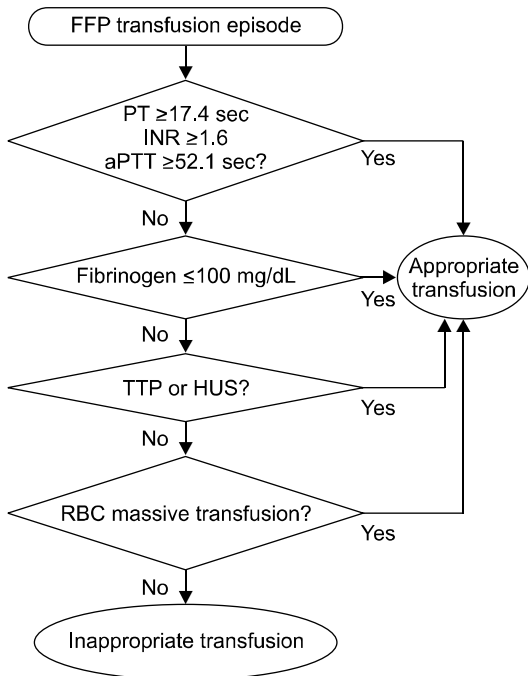 FFP transfusion episode
PT ≥17.4 sec
INR ≥1.6
aPTT ≥52.1 sec?
Yes
No
Fibrinogen ≤100 mg/dL
Yes
Appropriate
transfusion
No
TTP or HUS?
Yes
No
RBC massive transfusion?
Yes
No
Inappropriate transfusion